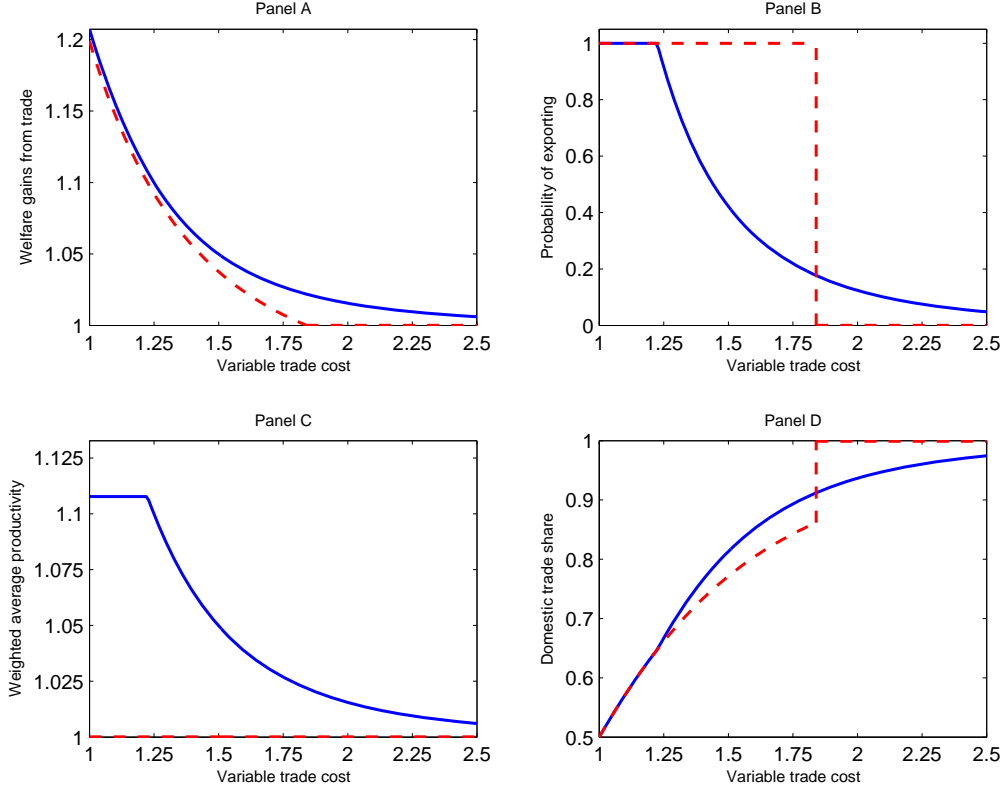 Panel A
Welfare gains from trade
1.2
1.15
1.1
1.05
1
1 1.25 1.5 1.75 2 2.25 2.5
Variable trade cost
Panel B
Probability of exporting
1
0.8
0.6
0.4
0.2
0
1 1.25 1.5 1.75 2 2.25 2.5
Variable trade cost
Panel C
Weighted average productivity
1.125
1.1
1.075
1.05
1.025
1
1 1.25 1.5 1.75 2 2.25 2.5
Variable trade cost
Panel D
Domestic trade share
1
0.9
0.8
0.7
0.6
0.5
1 1.25 1.5 1.75 2 2.25 2.5
Variable trade cost